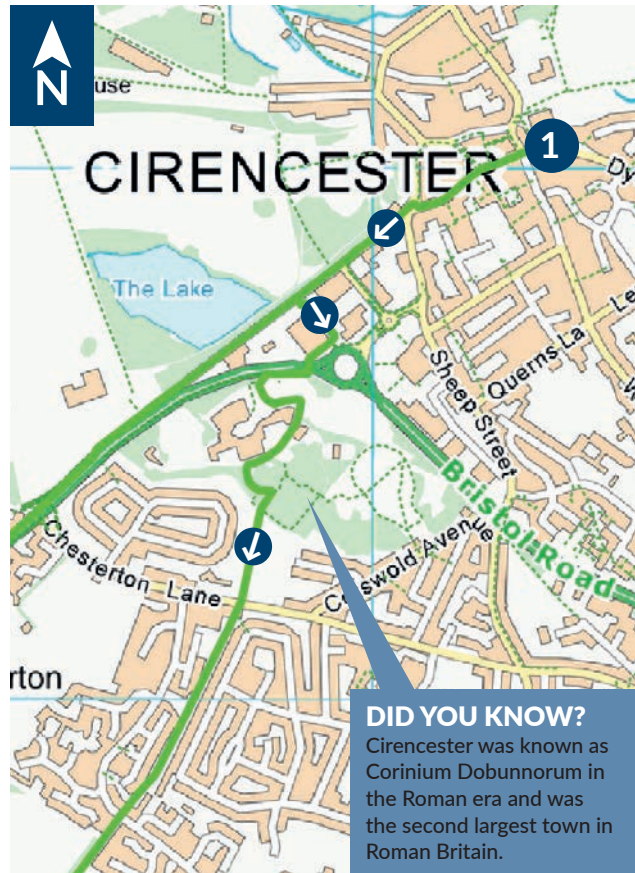 N
use
CIRENCESTER
1
Dy
The Lake
Le
Querns La
Sheep Street
W
Bristol Road
Chesterton Lane
Cotswold Avenue
rton
DID YOU KNOW?
Cirencester was known as
Corinium Dobunnorum in
the Roman era and was
the second largest town in
Roman Britain.